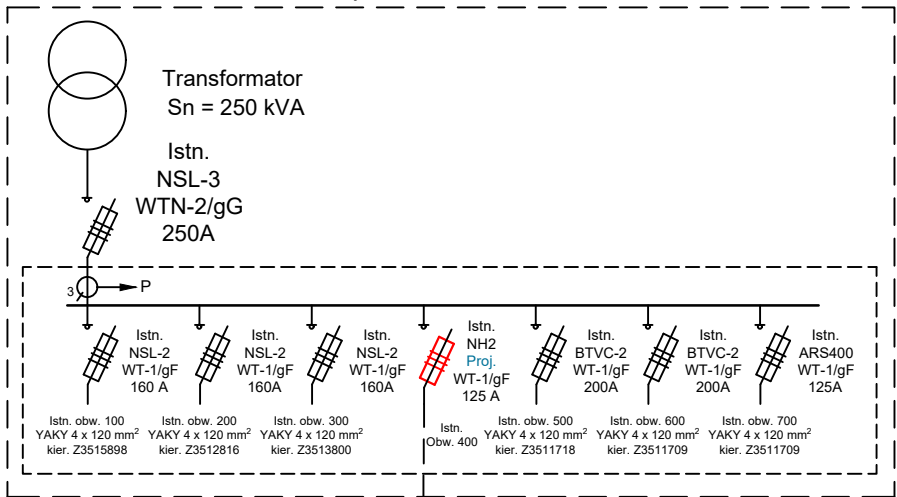 Transformator
Sn = 250 kVA
Istn.
NSL-3
WTN-2/gG
250A
3
P
Istn.
NSL-2
WT-1/gF
160 A
Istn.
NSL-2
WT-1/gF
160A
Istn.
NSL-2
WT-1/gF
160A
Istn.
NH2
Proj.
WT-1/gF
125 A
Istn.
BTVC-2
WT-1/gF
200A
Istn.
BTVC-2
WT-1/gF
200A
Istn.
ARS400
WT-1/gF
125A
Istn. obw. 100
YAKY 4 x 120 mm²
kier. Z3515898
Istn. obw. 200
YAKY 4 x 120 mm²
kier. Z3512816
Istn. obw. 300
YAKY 4 x 120 mm²
kier. Z3513800
Istn.
Obw. 400
Istn. obw. 500
YAKY 4 x 120 mm²
kier. Z3511718
Istn. obw. 600
YAKY 4 x 120 mm²
kier. Z3511709
Istn. obw. 700
YAKY 4 x 120 mm²
kier. Z3511709